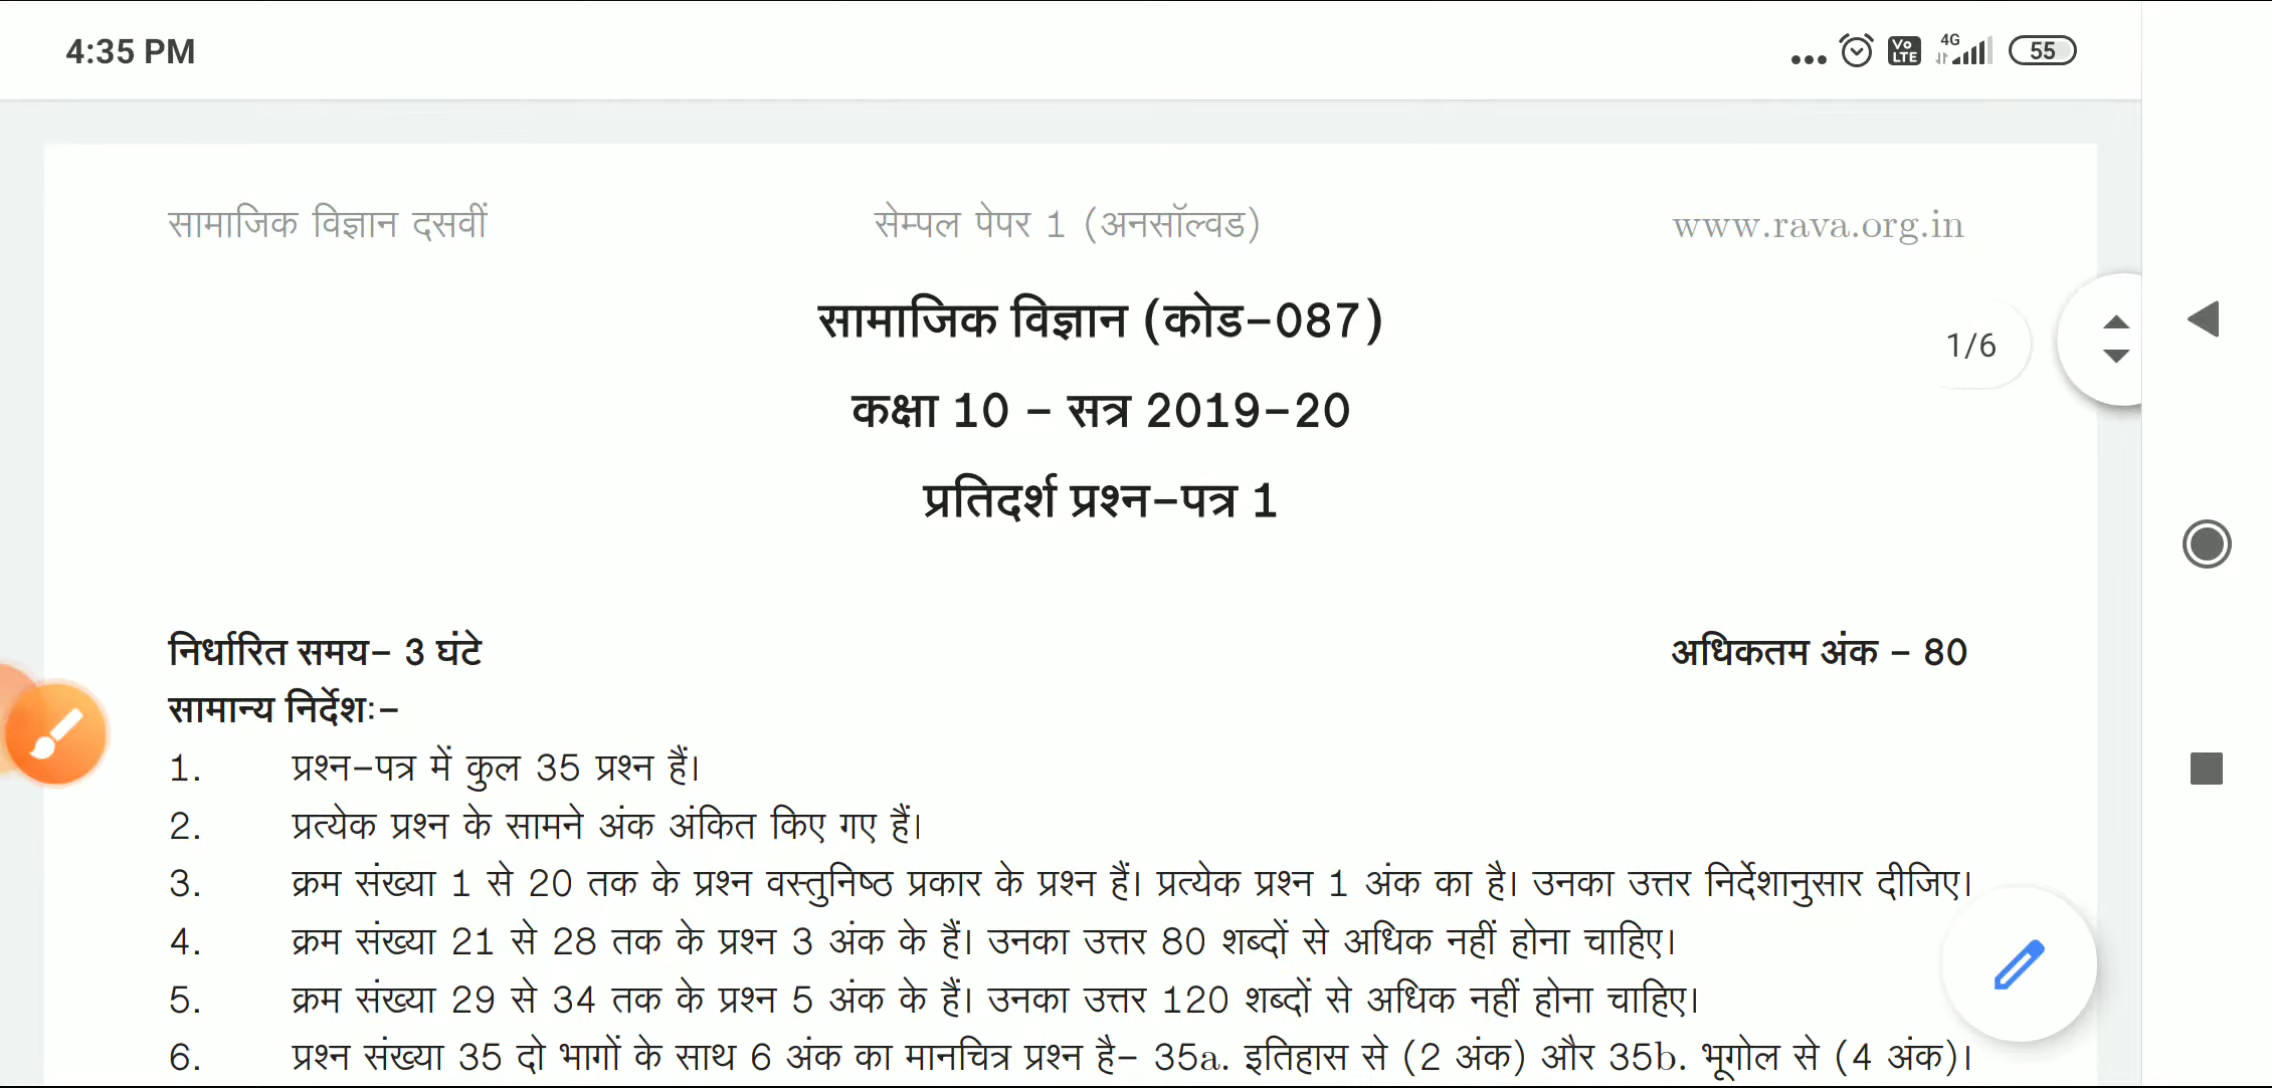 4:35 PM
Vo LTE 4G 55
सामाजिक विज्ञान दसवीं सेम्पल पेपर 1 (अनसॉल्वड) www.rava.org.in
सामाजिक विज्ञान (कोड-087)
1/6
कक्षा 10 - सत्र 2019-20
प्रतिदर्श प्रश्न-पत्र 1
निर्धारित समय- 3 घंटे अधिकतम अंक - 80
सामान्य निर्देशः-
1. प्रश्न-पत्र में कुल 35 प्रश्न हैं।
2. प्रत्येक प्रश्न के सामने अंक अंकित किए गए हैं।
3. क्रम संख्या 1 से 20 तक के प्रश्न वस्तुनिष्ठ प्रकार के प्रश्न हैं। प्रत्येक प्रश्न 1 अंक का है। उनका उत्तर निर्देशानुसार दीजिए।
4. क्रम संख्या 21 से 28 तक के प्रश्न 3 अंक के हैं। उनका उत्तर 80 शब्दों से अधिक नहीं होना चाहिए।
5. क्रम संख्या 29 से 34 तक के प्रश्न 5 अंक के हैं। उनका उत्तर 120 शब्दों से अधिक नहीं होना चाहिए।
6. प्रश्न संख्या 35 दो भागों के साथ 6 अंक का मानचित्र प्रश्न है- 35a. इतिहास से (2 अंक) और 35b. भूगोल से (4 अंक)।